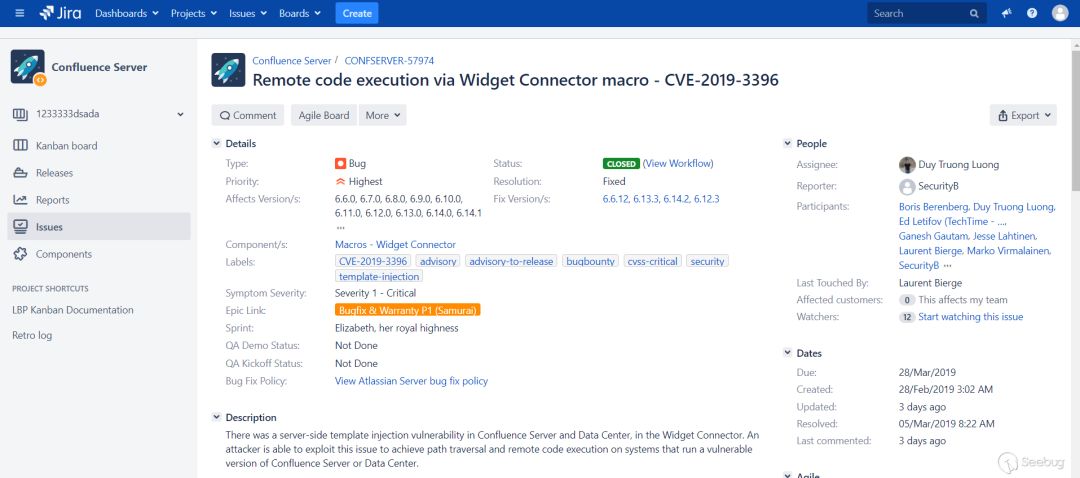 Jira Dashboards Projects Issues Boards Create Search
Confluence Server
1233333dsada
Kanban board
Releases
Reports
Issues
Components
PROJECT SHORTCUTS
LBP Kanban Documentation
Retro log
Confluence Server / CONFSERVER-57974
Remote code execution via Widget Connector macro - CVE-2019-3396
Comment Agile Board More Export
Details
Type: Bug Status: CLOSED (View Workflow)
Priority: Highest Resolution: Fixed
Affects Version/s: 6.6.0, 6.7.0, 6.8.0, 6.9.0, 6.10.0, Fix Version/s: 6.6.12, 6.13.3, 6.14.2, 6.12.3
6.11.0, 6.12.0, 6.13.0, 6.14.0, 6.14.1
...
Component/s: Macros - Widget Connector
Labels: CVE-2019-3396 advisory advisory-to-release bugbounty cvss-critical security
template-injection
Symptom Severity: Severity 1 - Critical
Epic Link: Bugfix & Warranty P1 (Samurai)
Sprint: Elizabeth, her royal highness
QA Demo Status: Not Done
QA Kickoff Status: Not Done
Bug Fix Policy: View Atlassian Server bug fix policy
Description
There was a server-side template injection vulnerability in Confluence Server and Data Center, in the Widget Connector. An
attacker is able to exploit this issue to achieve path traversal and remote code execution on systems that run a vulnerable
version of Confluence Server or Data Center.
People
Assignee: Duy Truong Luong
Reporter: SecurityB
Participants: Boris Berenberg, Duy Truong Luong,
Ed Letifov (TechTime - ...,
Ganesh Gautam, Jesse Lahtinen,
Laurent Bierge, Marko Virmalainen,
SecurityB ...
Last Touched By: Laurent Bierge
Affected customers: 0 This affects my team
Watchers: 12 Start watching this issue
Dates
Due: 28/Mar/2019
Created: 28/Feb/2019 3:02 AM
Updated: 3 days ago
Resolved: 05/Mar/2019 8:22 AM
Last commented: 3 days ago
Agile
Seebug